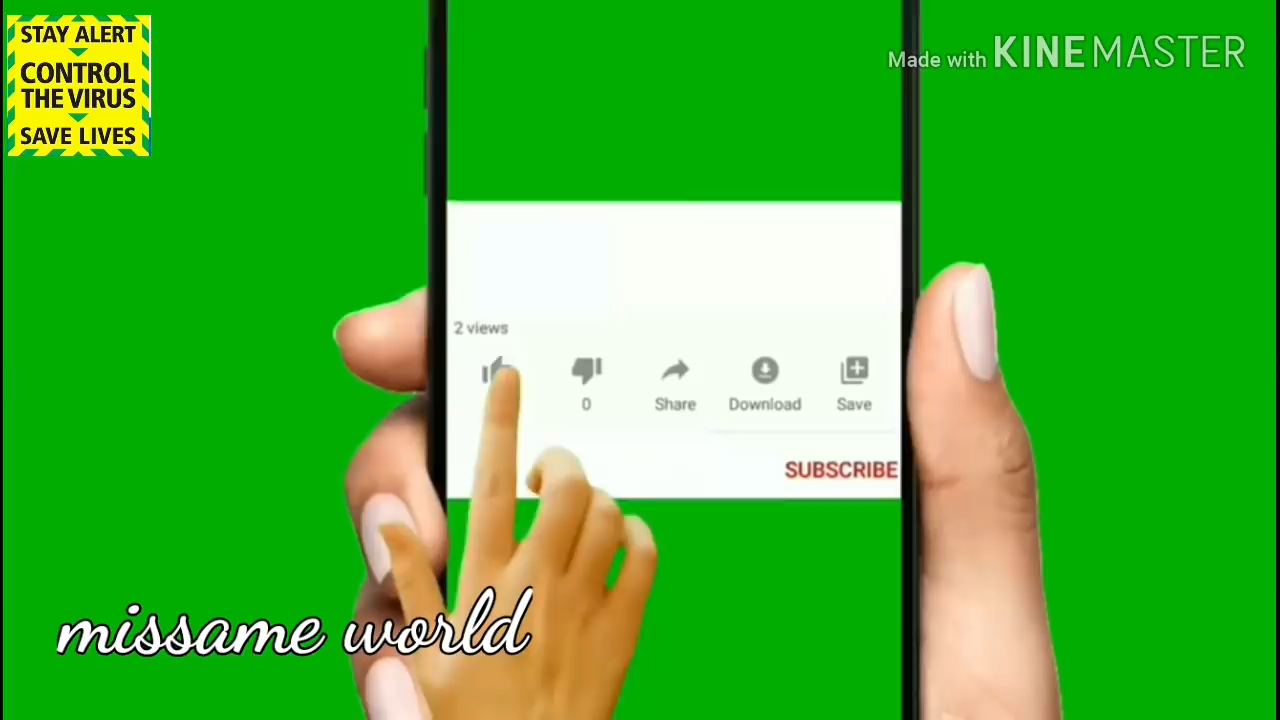 STAY ALERT
CONTROL
THE VIRUS
SAVE LIVES
Made with KINEMASTER
2 views
0
Share
Download
Save
SUBSCRIBE
missame world